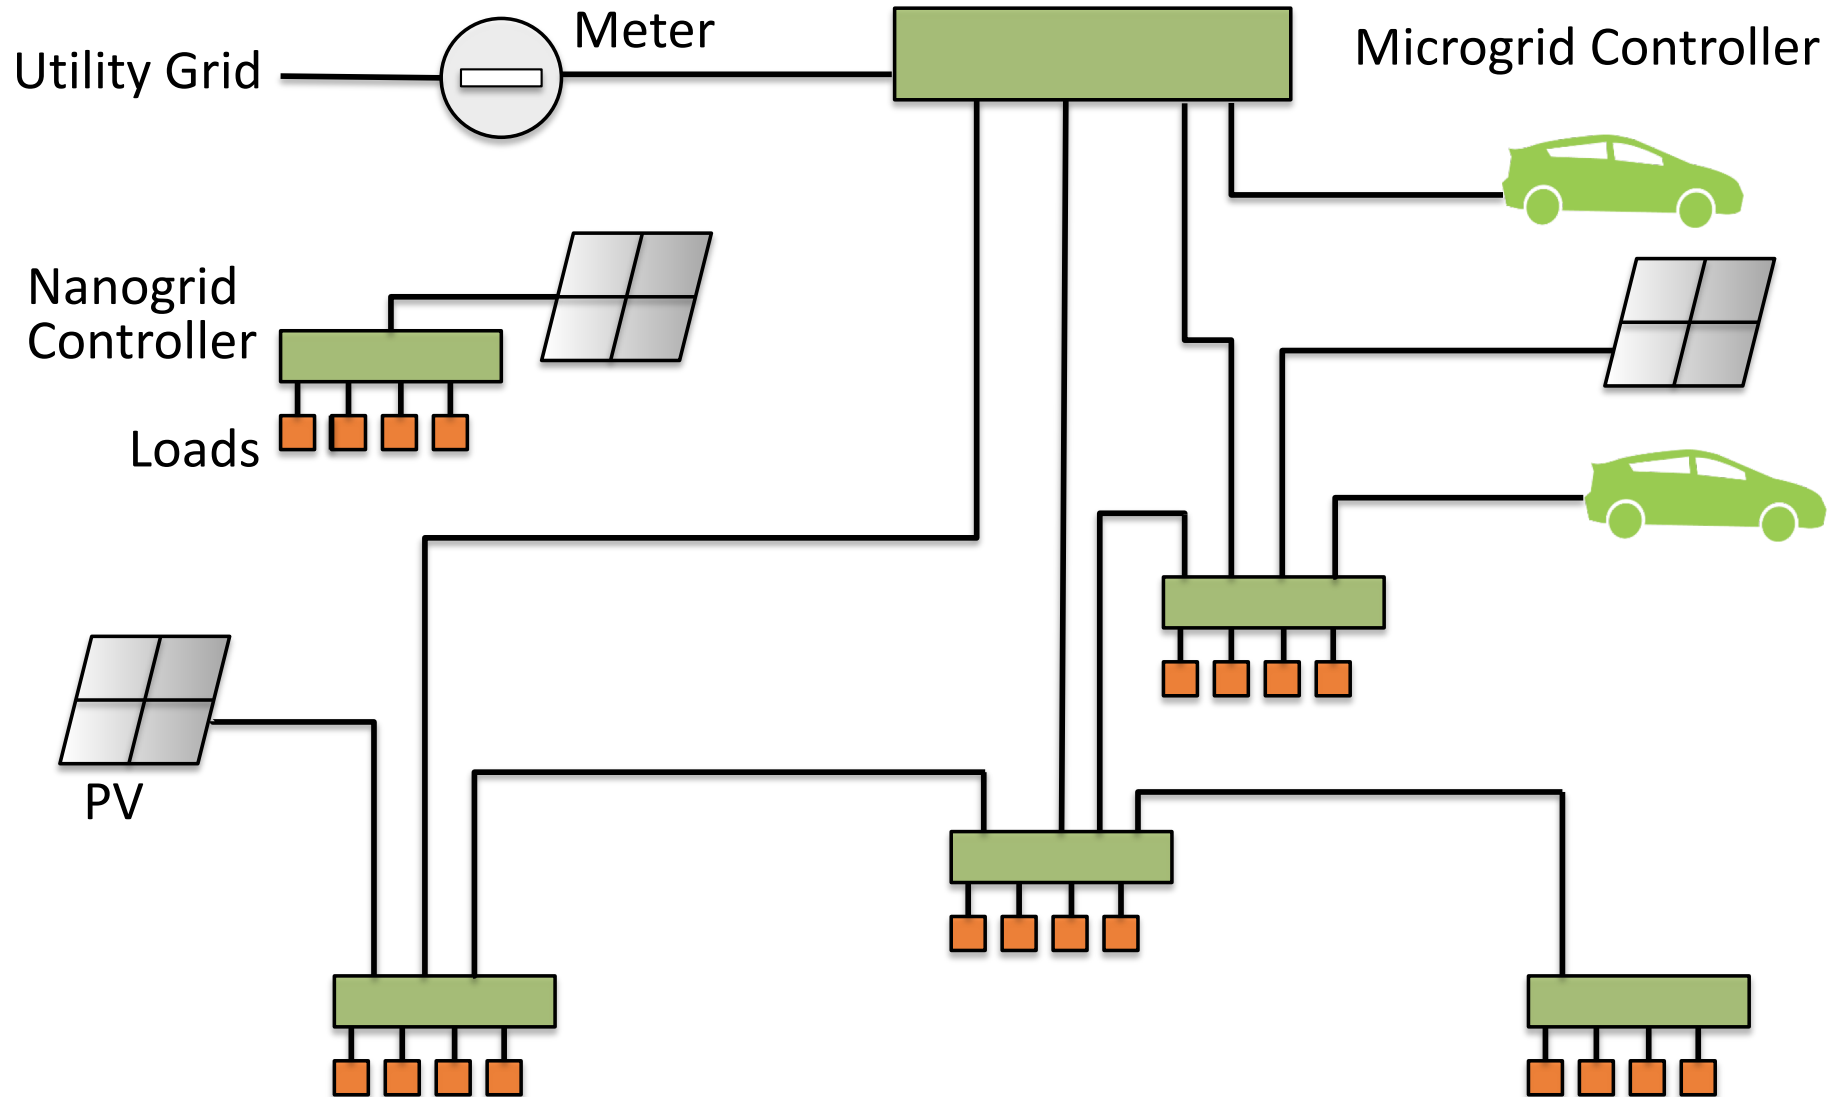 Utility Grid
Meter
Microgrid Controller
Nanogrid
Controller
Loads
PV